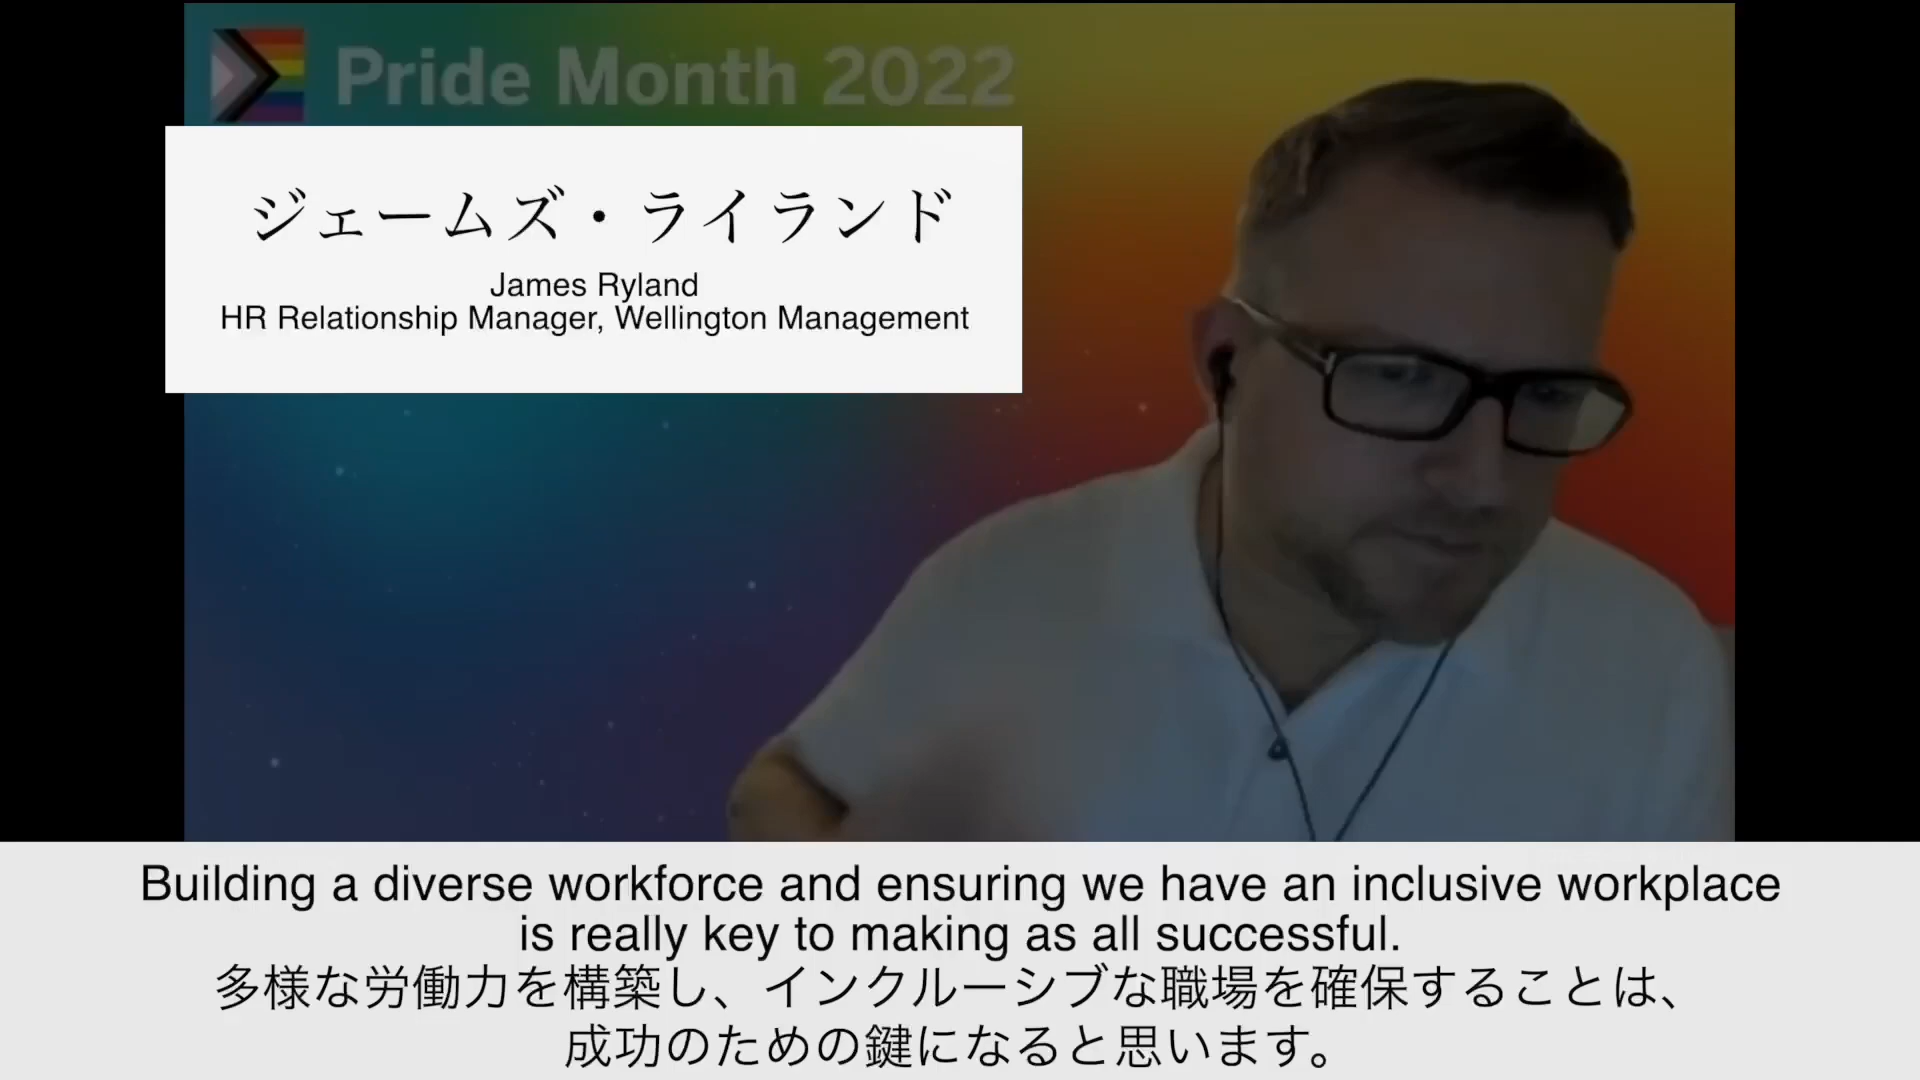 Pride Month 2022
ジェームズ・ライランド
James Ryland
HR Relationship Manager, Wellington Management
Building a diverse workforce and ensuring we have an inclusive workplace
is really key to making as all successful.
多様な労働力を構築し、インクルーシブな職場を確保することは、
成功のための鍵になると思います。